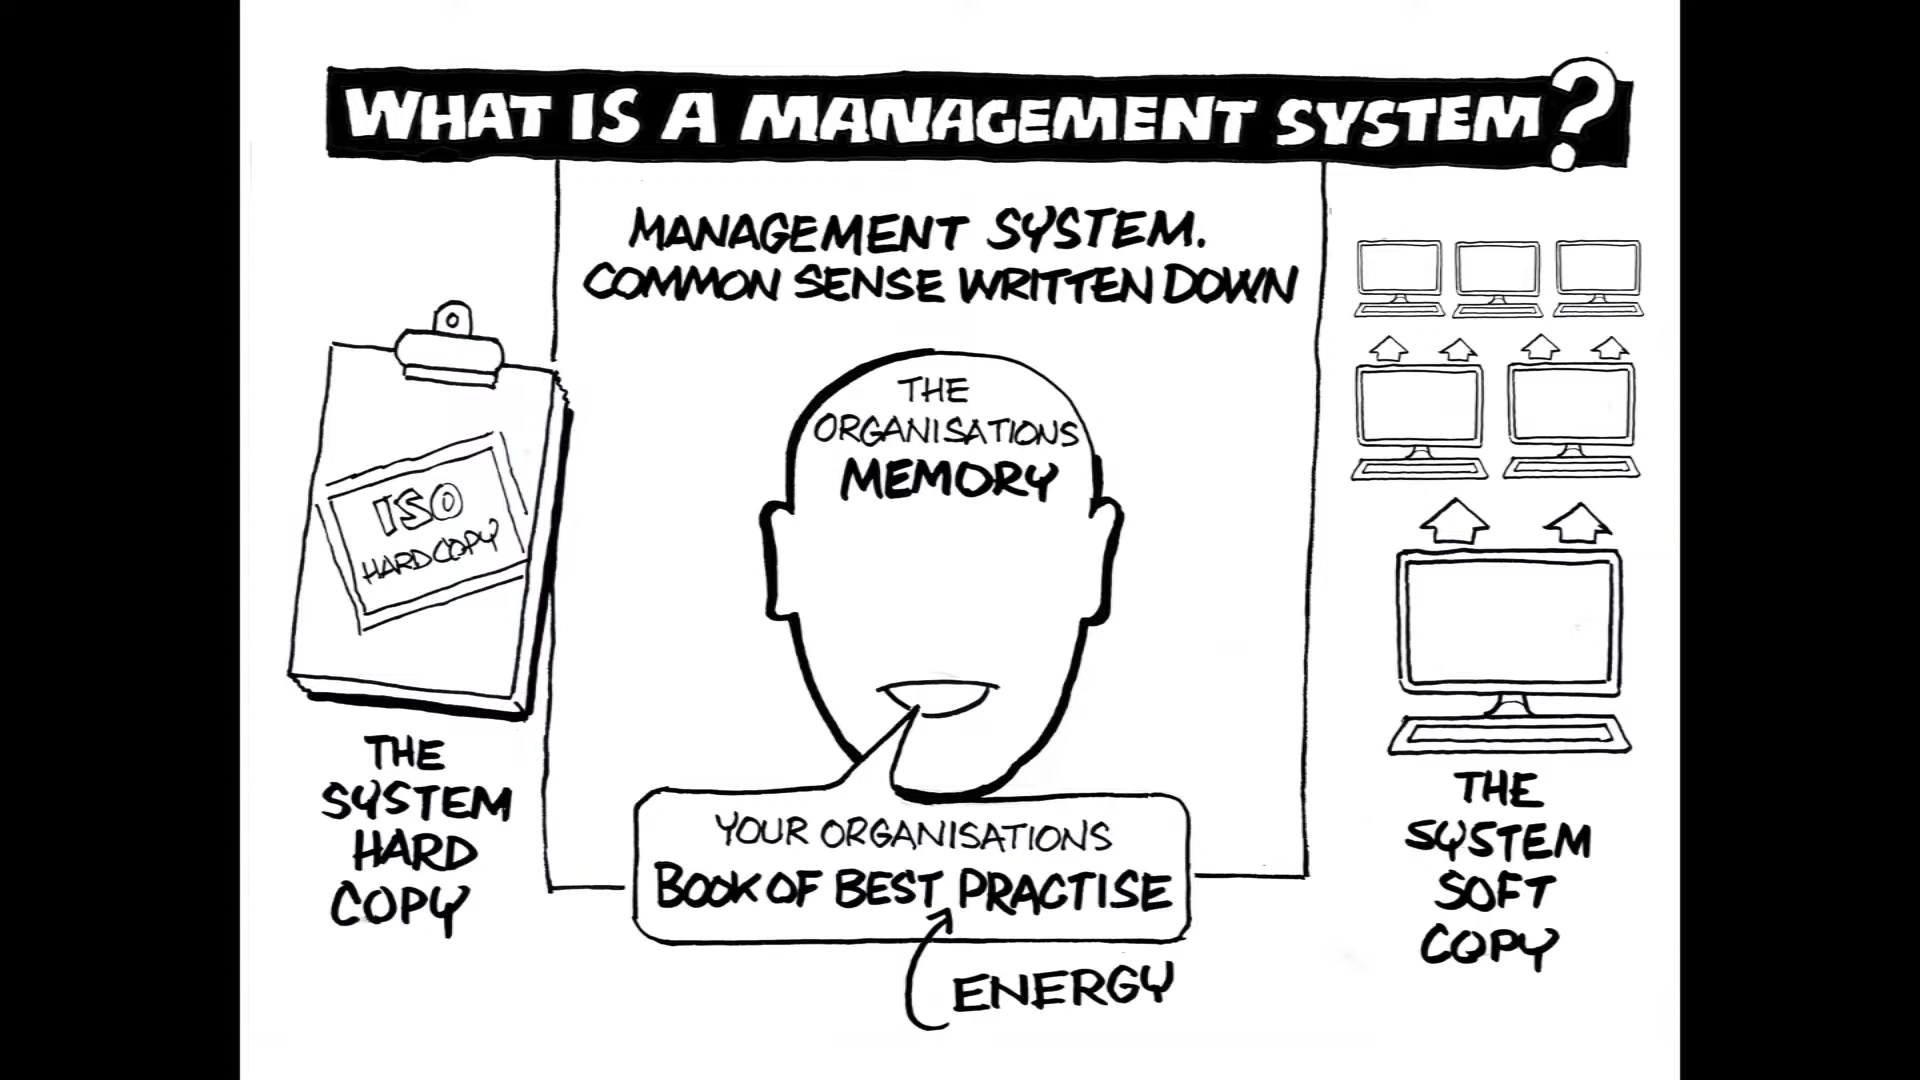 WHAT IS A MANAGEMENT SYSTEM?
MANAGEMENT SYSTEM.
COMMON SENSE WRITTEN DOWN
THE
ORGANISATIONS
MEMORY
ISO
HARDCOPY
THE
SYSTEM
HARD
COPY
YOUR ORGANISATIONS
BOOK OF BEST PRACTISE
ENERGY
THE
SYSTEM
SOFT
COPY